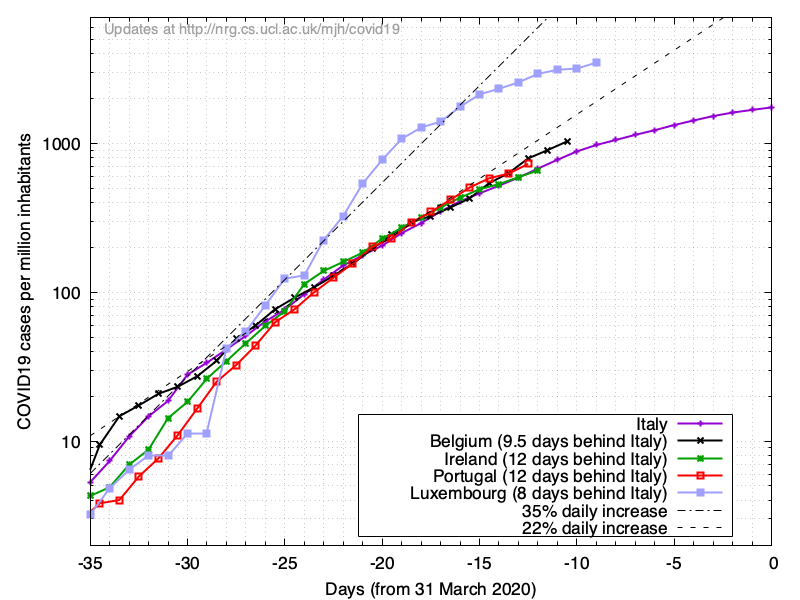 Updates at http://nrg.cs.ucl.ac.uk/mjh/covid19
COVID19 cases per million inhabitants
1000
100
10
Italy
Belgium (9.5 days behind Italy)
Ireland (12 days behind Italy)
Portugal (12 days behind Italy)
Luxembourg (8 days behind Italy)
35% daily increase
22% daily increase
-35 -30 -25 -20 -15 -10 -5 0
Days (from 31 March 2020)